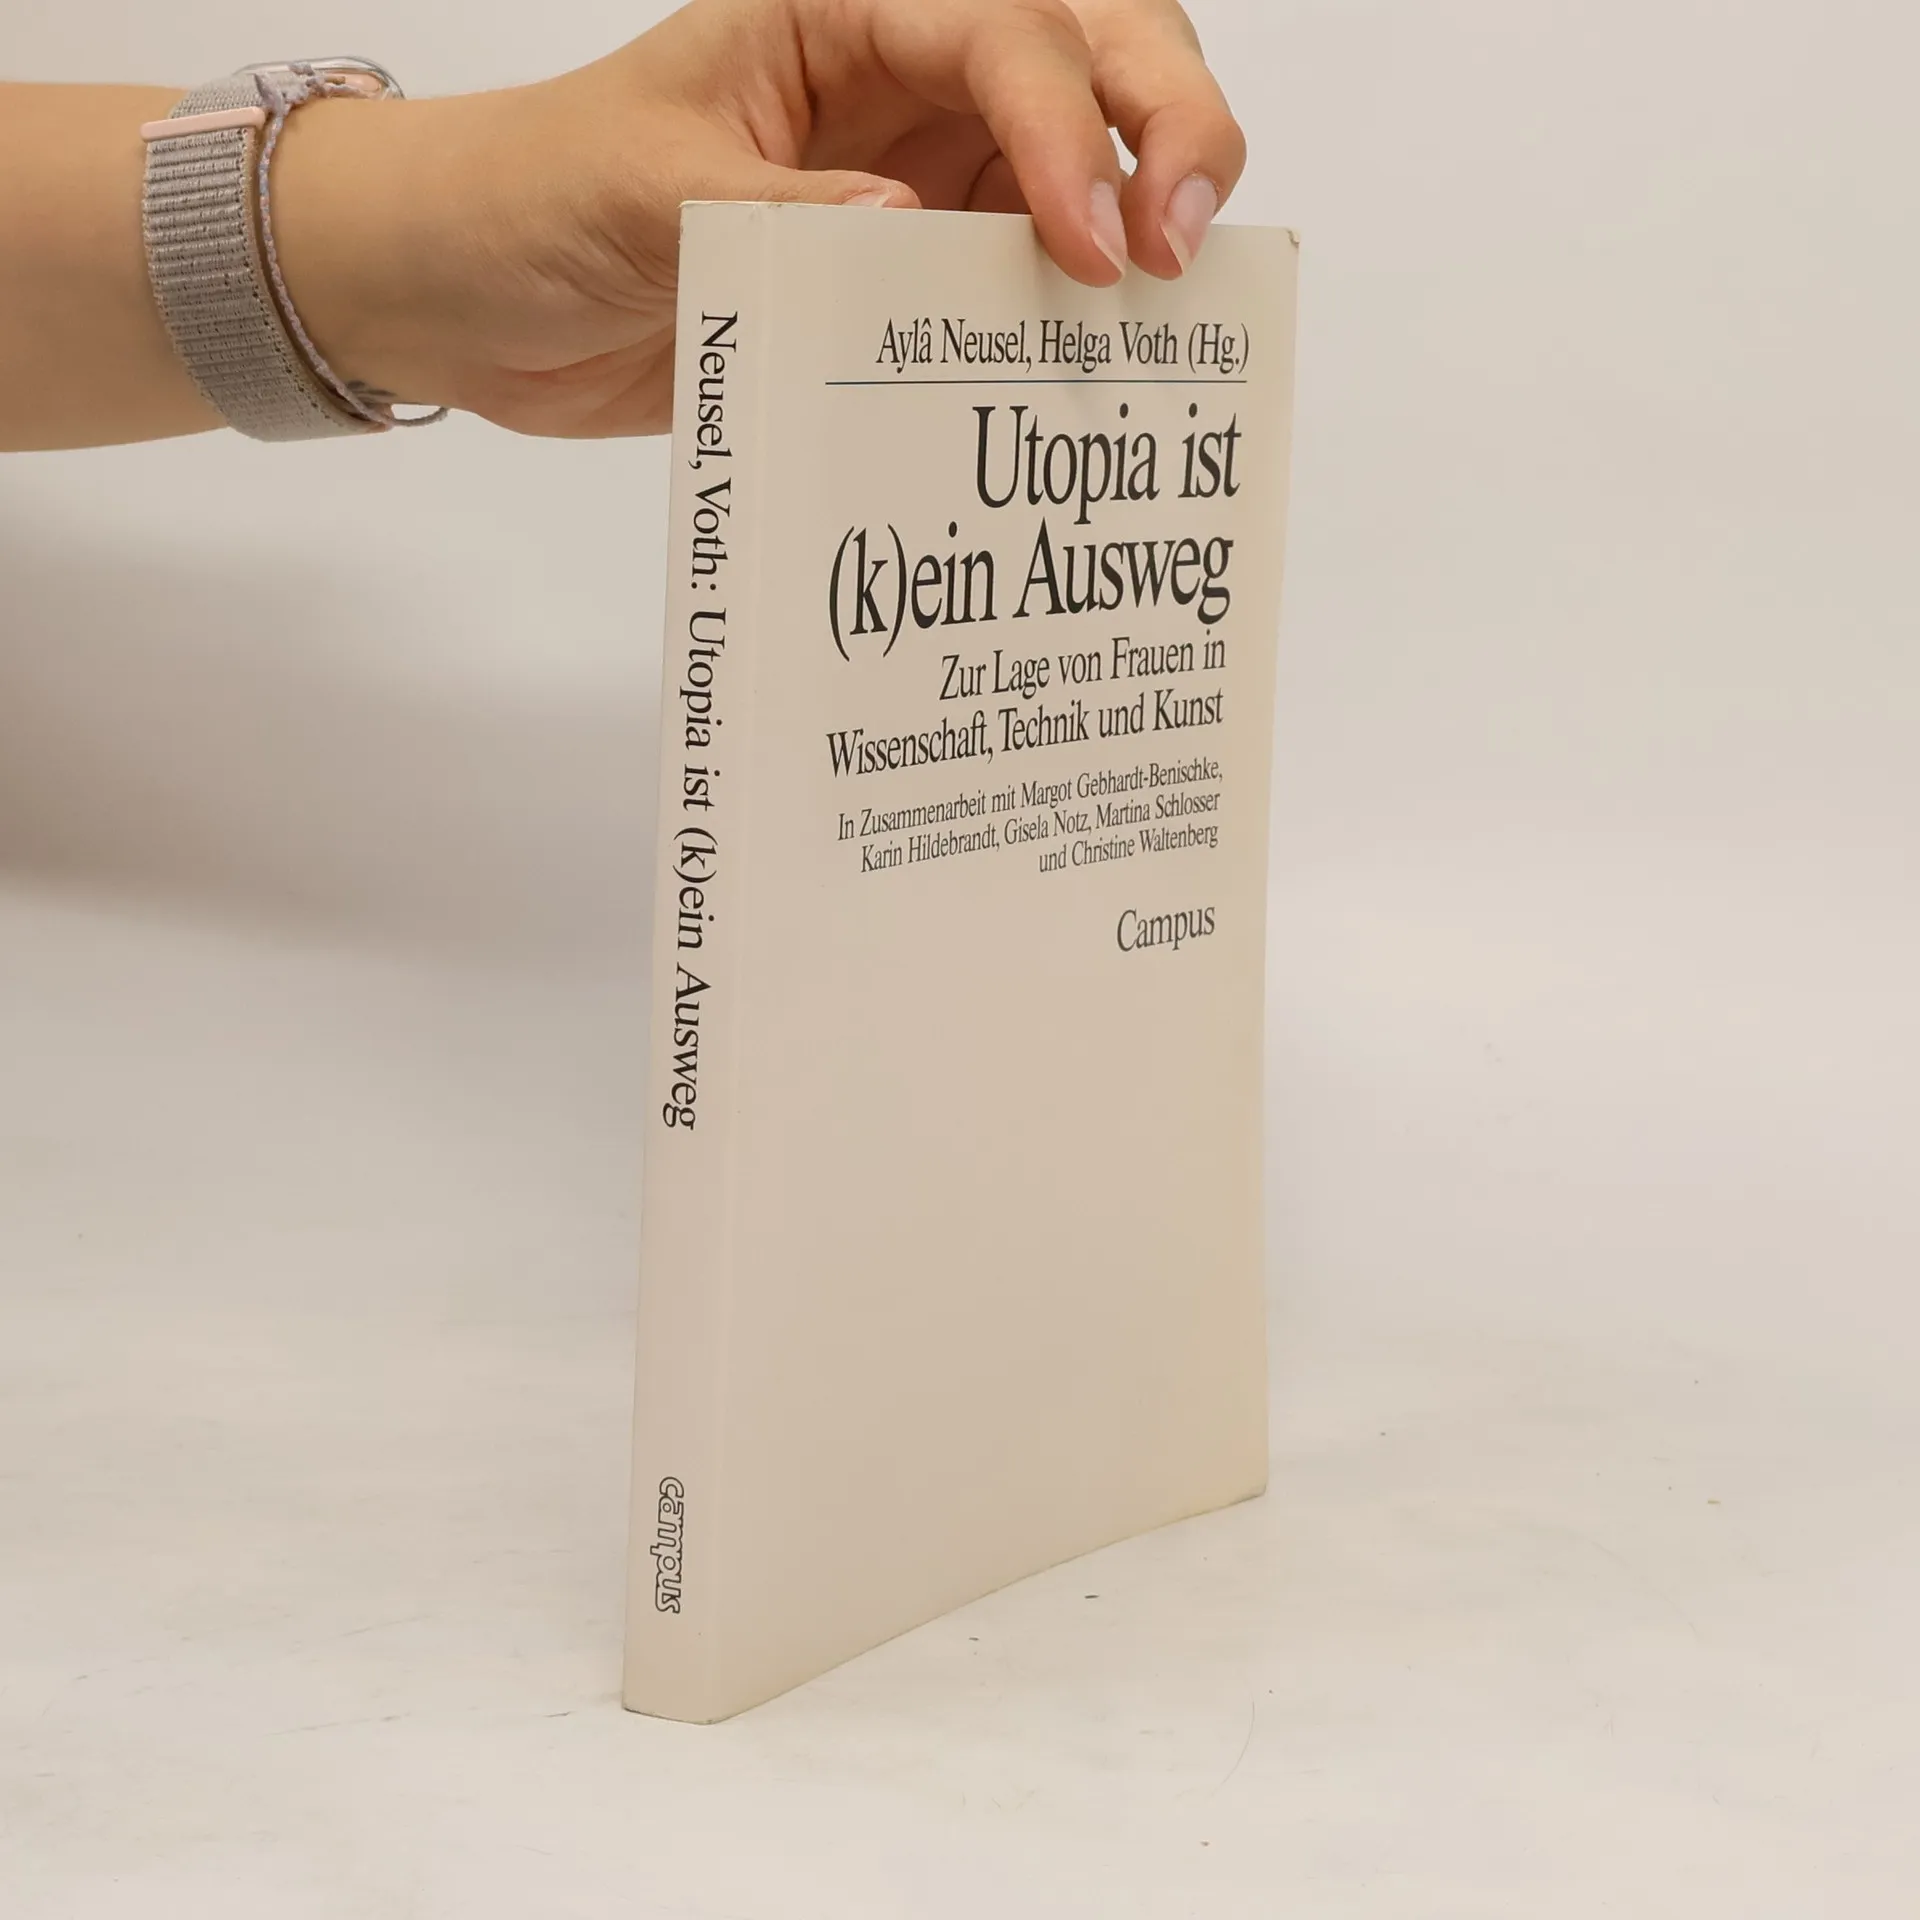 Neusel, Voth: Utopia ist (k)ein Ausweg
campus
Aylâ Neusel, Helga Voth (Hg.)
Utopia ist
(k)ein Ausweg
Zur Lage von Frauen in
Wissenschaft, Technik und Kunst
In Zusammenarbeit mit Margot Gebhardt-Benischke,
Karin Hildebrandt, Gisela Notz, Martina Schlosser
und Christine Waltenberg
Campus